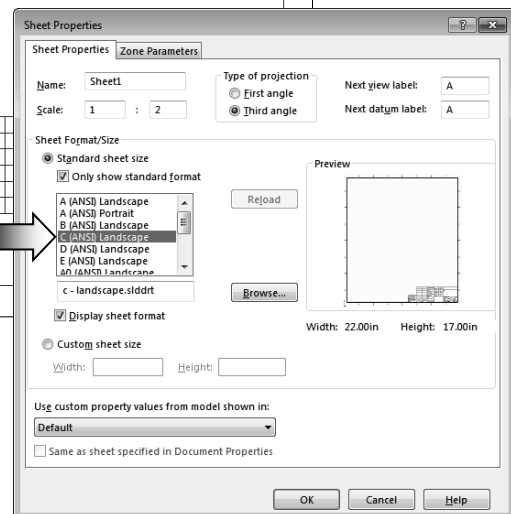 Sheet Properties
Sheet Properties Zone Parameters
Name: Sheet1
Scale: 1 : 2
Type of projection
First angle
Third angle
Next view label: A
Next datum label: A
Sheet Format/Size
Standard sheet size
Only show standard format
A (ANSI) Landscape
A (ANSI) Portrait
B (ANSI) Landscape
C (ANSI) Landscape
D (ANSI) Landscape
E (ANSI) Landscape
A0 (ANSI) Landscape
Reload
c - landscape.slddrt
Browse...
Display sheet format
Custom sheet size
Width: Height:
Preview
Width: 22.00in Height: 17.00in
Use custom property values from model shown in:
Default
Same as sheet specified in Document Properties
OK Cancel Help